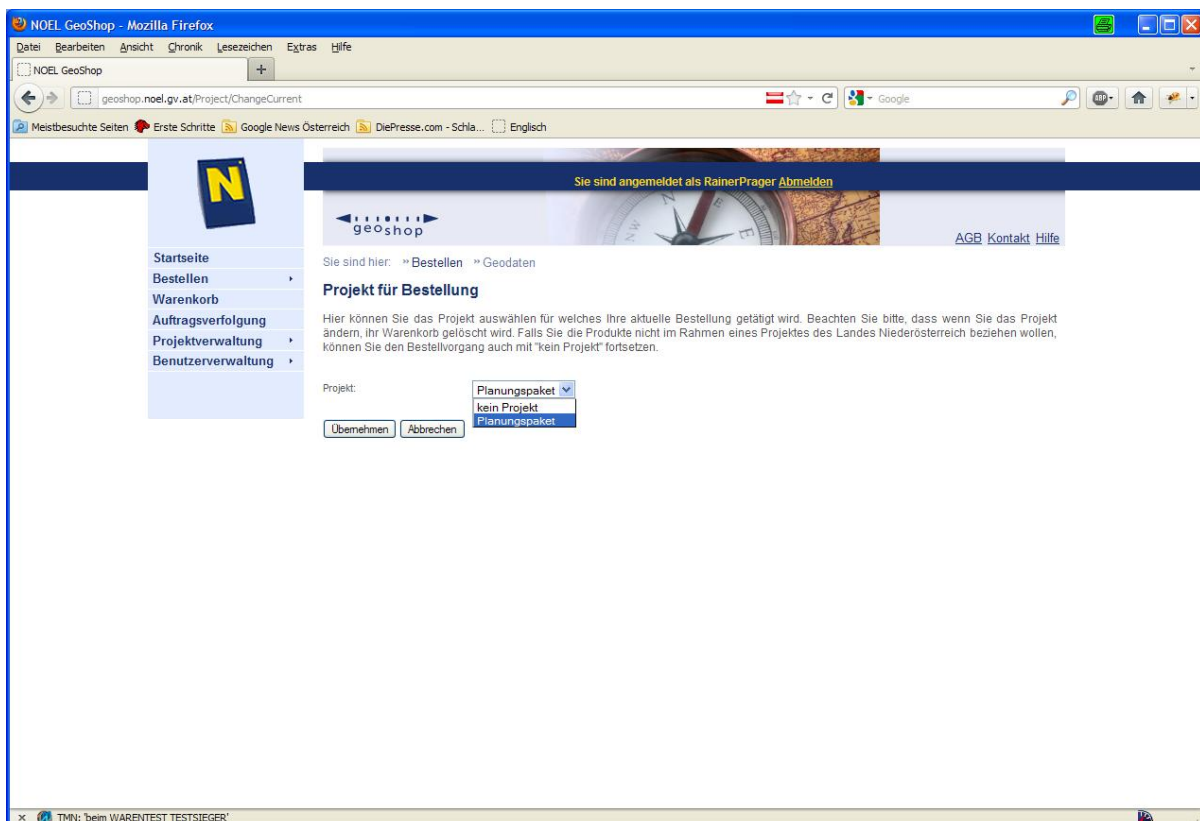 NOEL GeoShop - Mozilla Firefox
Datei Bearbeiten Ansicht Chronik Lesezeichen Extras Hilfe
NOEL GeoShop
geoshop.noel.gv.at/Project/ChangeCurrent
Google
ABP
Meistbesuchte Seiten Erste Schritte Google News Österreich DiePresse.com - Schla... Englisch
N
Sie sind angemeldet als RainerPrager Abmelden
NW N E
N E
geoshop
AGB Kontakt Hilfe
Startseite
Bestellen
Warenkorb
Auftragsverfolgung
Projektverwaltung
Benutzerverwaltung
Sie sind hier: » Bestellen » Geodaten
Projekt für Bestellung
Hier können Sie das Projekt auswählen für welches Ihre aktuelle Bestellung getätigt wird. Beachten Sie bitte, dass wenn Sie das Projekt
ändern, ihr Warenkorb gelöscht wird. Falls Sie die Produkte nicht im Rahmen eines Projektes des Landes Niederösterreich beziehen wollen,
können Sie den Bestellvorgang auch mit "kein Projekt" fortsetzen.
Projekt:
Planungspaket
kein Projekt
Planungspaket
Übernehmen Abbrechen
TMN: 'beim WARENTEST TESTSIEGER'